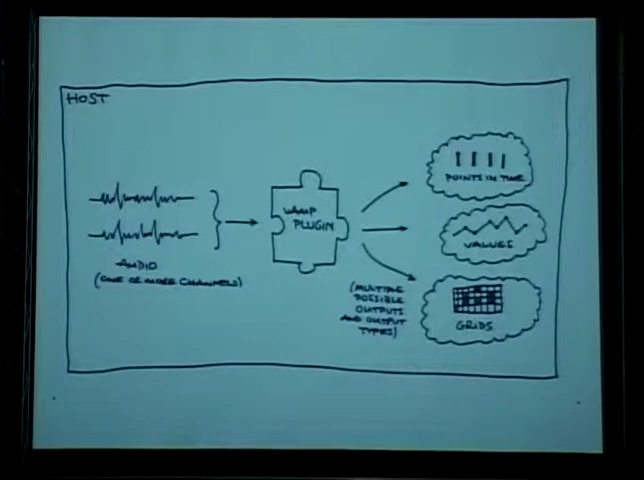 HOST
POINTS IN TIME
VAMP
PLUGIN
VALUES
AUDIO
(ONE OR MORE CHANNELS)
(MULTIPLE
POSSIBLE
OUTPUTS
AND OUTPUT
TYPES)
GRIDS